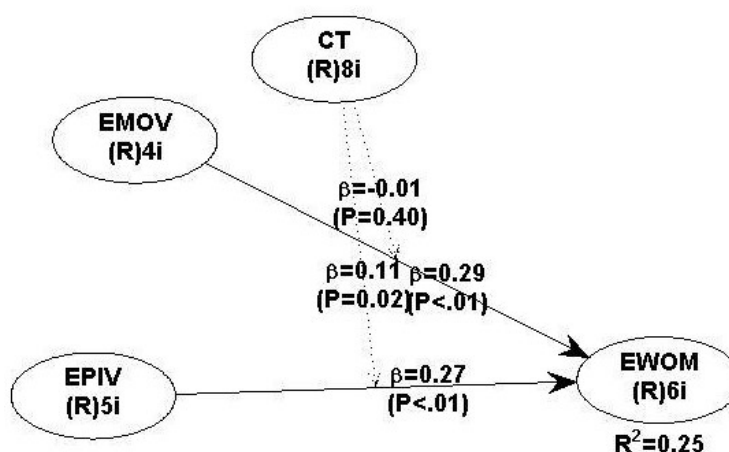 CT
(R)8i
EMOV
(R)4i
β=-0.01
(P=0.40)
β=0.11
(P=0.02)
β=0.29
(P<.01)
EPIV
(R)5i
β=0.27
(P<.01)
EWOM
(R)6i
R²=0.25